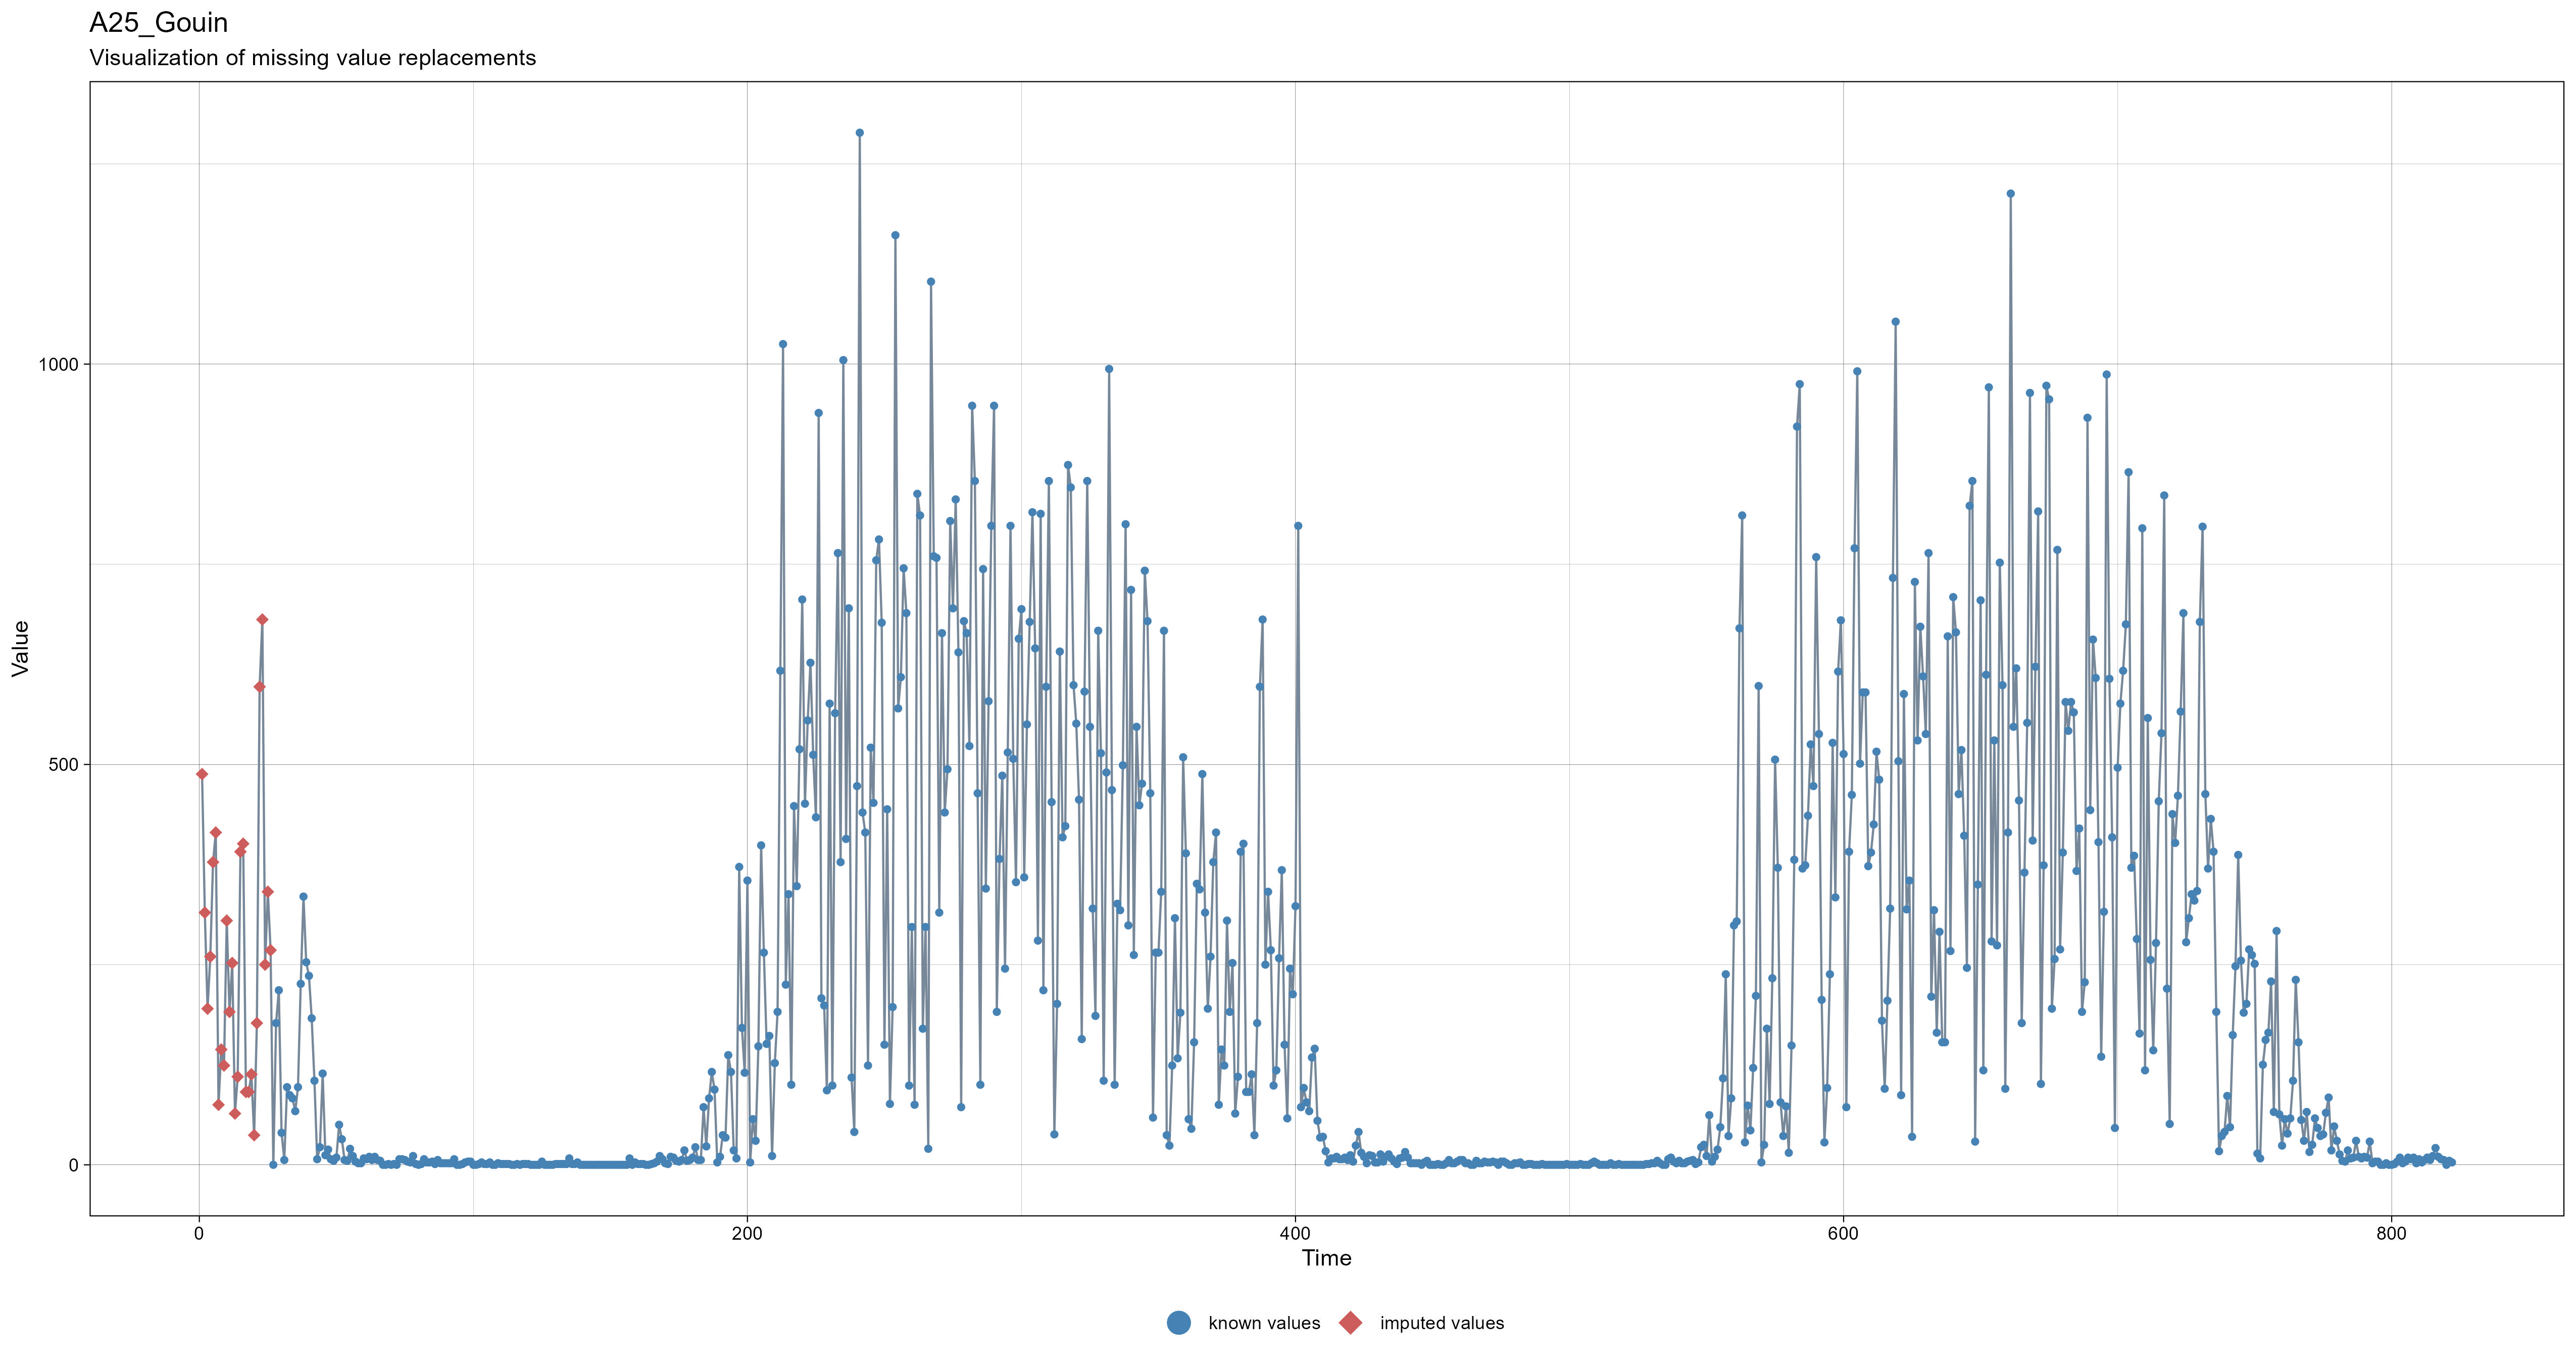 A25_Gouin
Visualization of missing value replacements
Value
1000
500
0
0 200 400 600 800
Time
known values imputed values